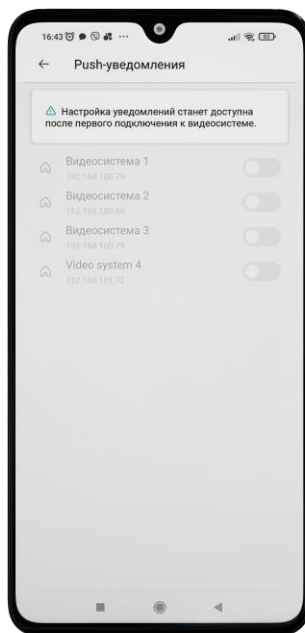 16:43
Push-уведомления
Настройка уведомлений станет доступна
после первого подключения к видеосистеме.
Видеосистема 1
192.168.100.79
Видеосистема 2
192.168.100.60
Видеосистема 3
192.168.100.79
Video system 4
192.168.101.72